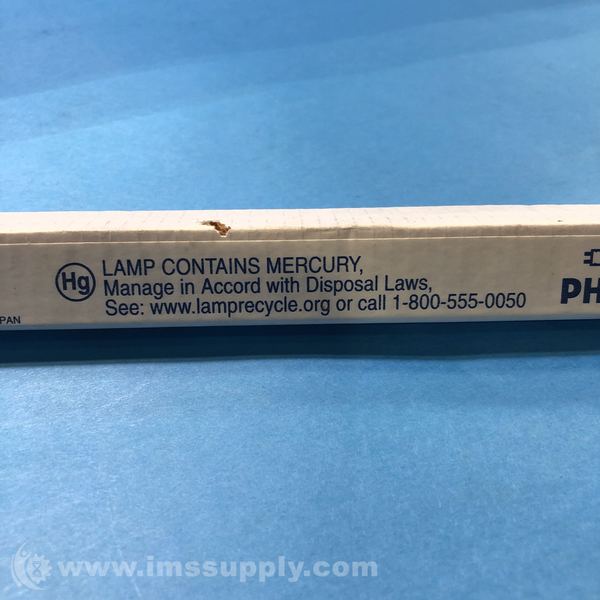 Hg
LAMP CONTAINS MERCURY,
Manage in Accord with Disposal Laws,
See: www.lamprecycle.org or call 1-800-555-0050
PAN
PH
www.imssupply.com